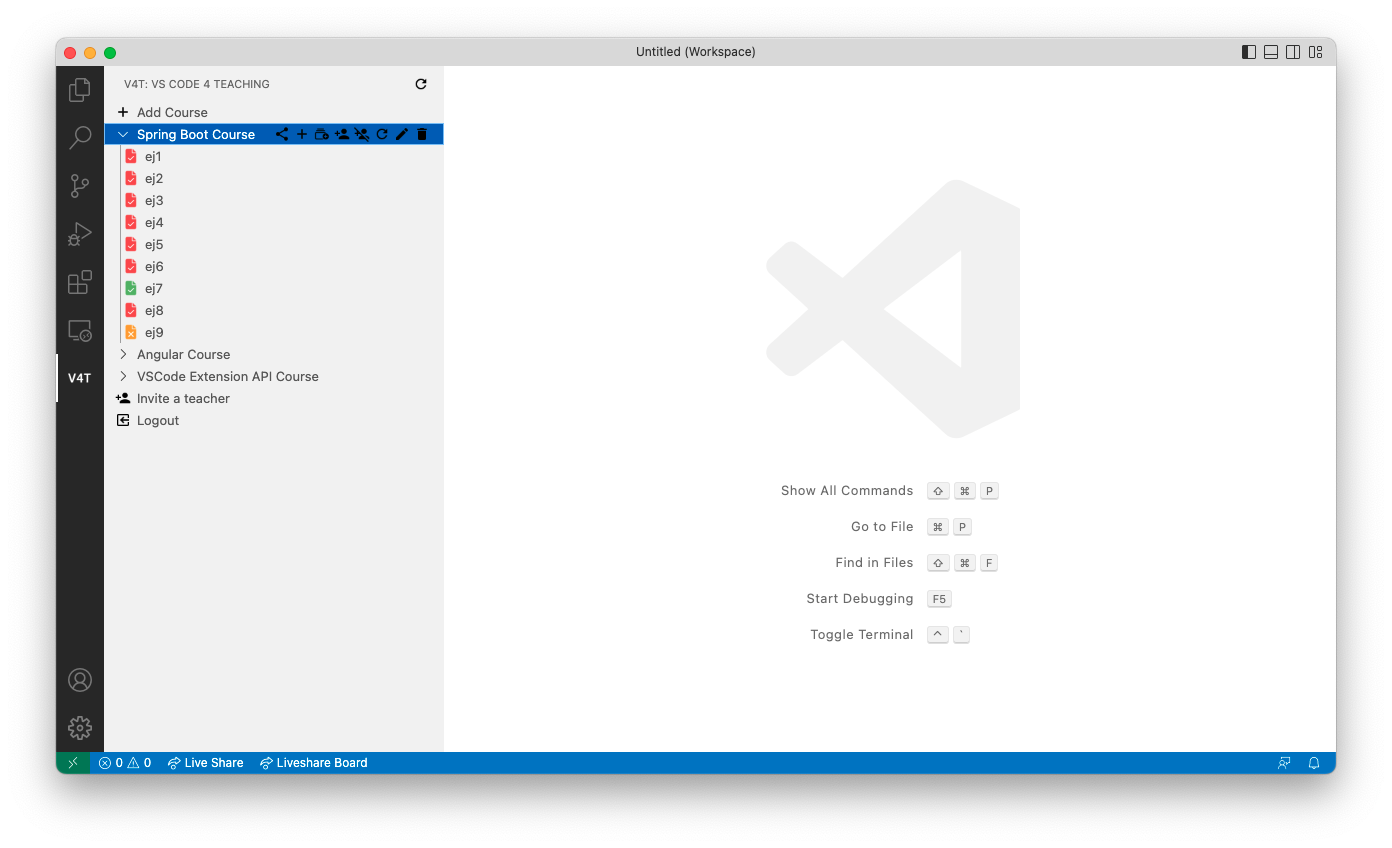 Untitled (Workspace)
V4T: VS CODE 4 TEACHING
Add Course
Spring Boot Course
ej1
ej2
ej3
ej4
ej5
ej6
ej7
ej8
ej9
Angular Course
VSCode Extension API Course
Invite a teacher
Logout
V4T
Show All Commands ⇧ ⌘ P
Go to File ⌘ P
Find in Files ⇧ ⌘ F
Start Debugging F5
Toggle Terminal ^ `
0 0 Live Share Liveshare Board